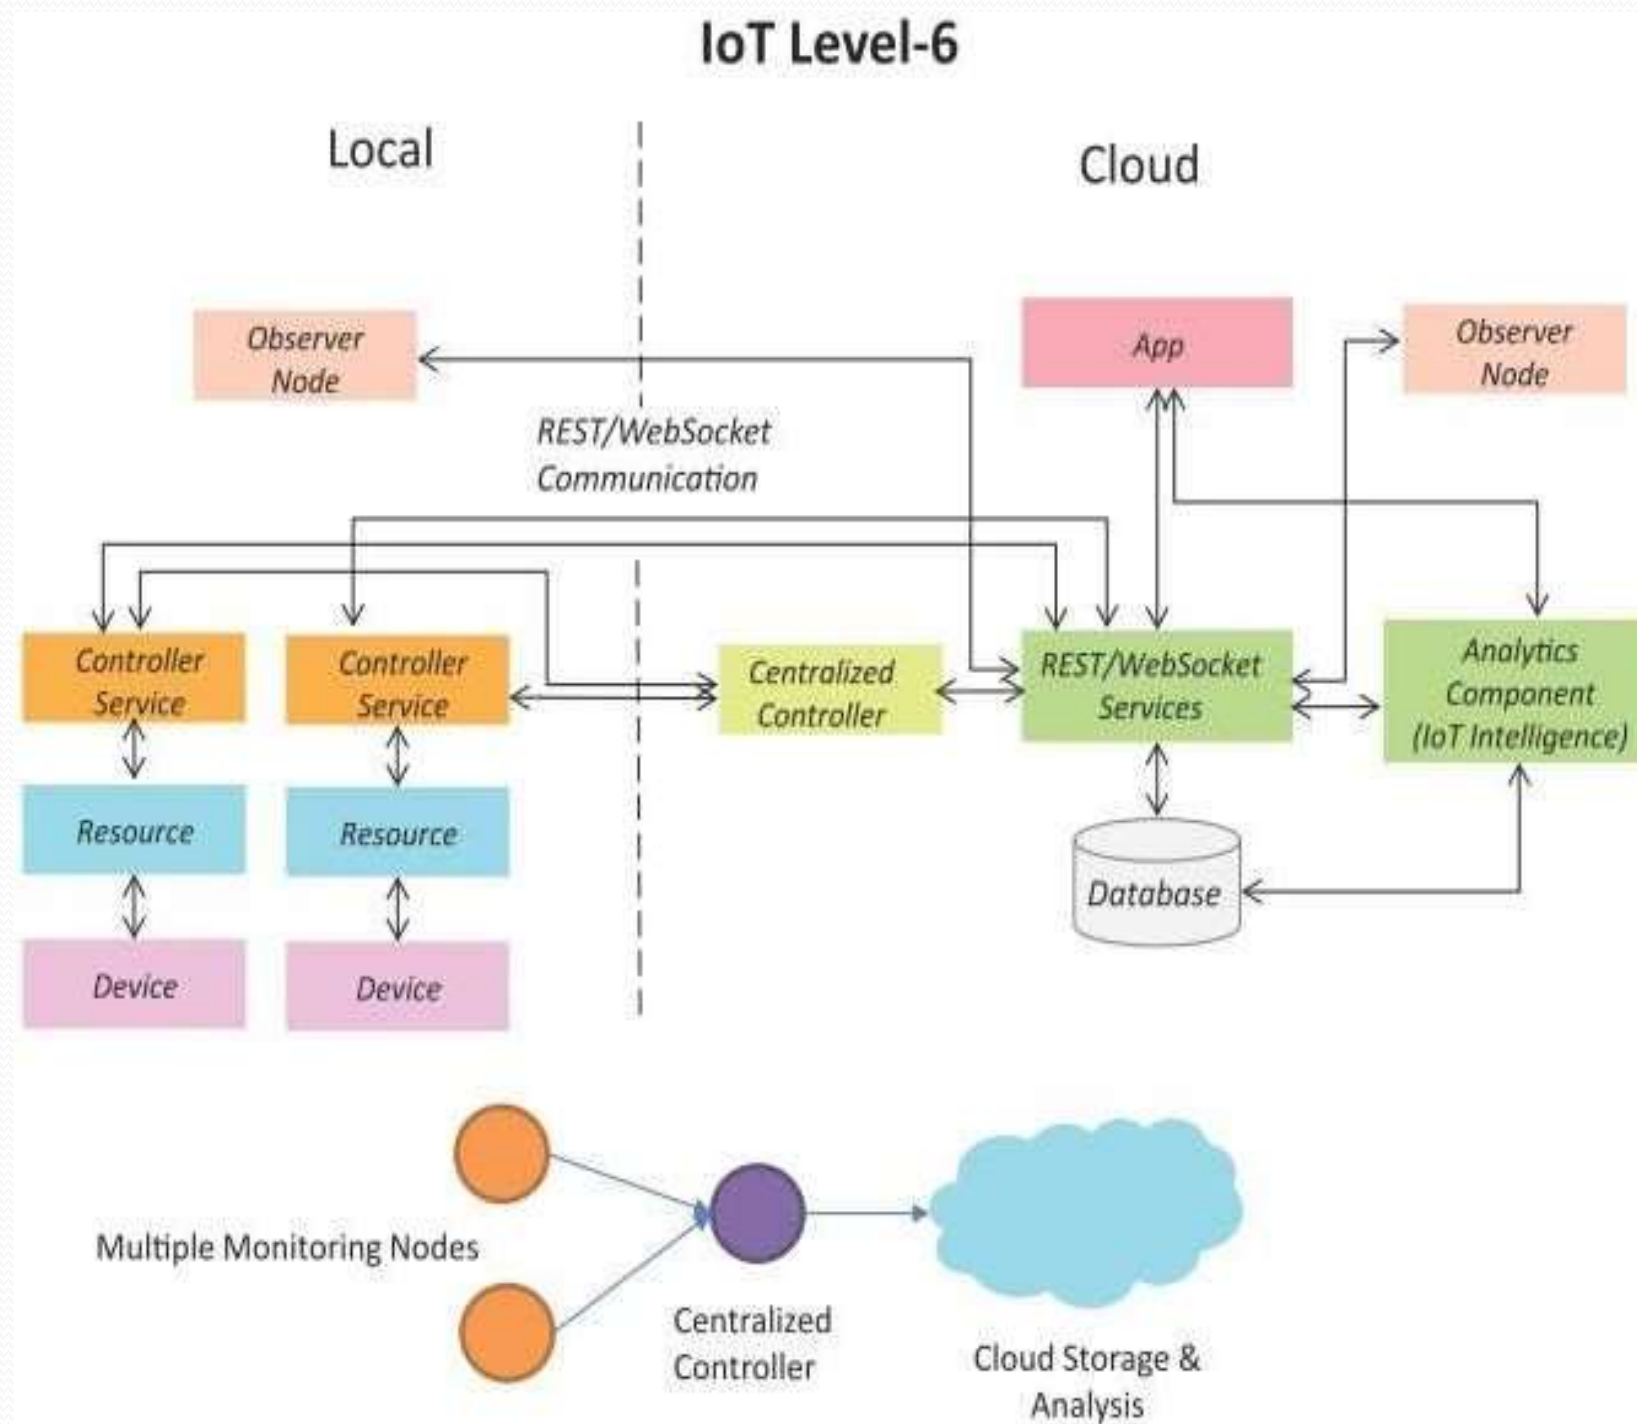 IoT Level-6
Local
Cloud
Observer
Node
App
Observer
Node
REST/WebSocket
Communication
Controller
Service
Controller
Service
Centralized
Controller
REST/WebSocket
Services
Analytics
Component
(IoT Intelligence)
Resource
Resource
Database
Device
Device
Multiple Monitoring Nodes
Centralized
Controller
Cloud Storage &
Analysis